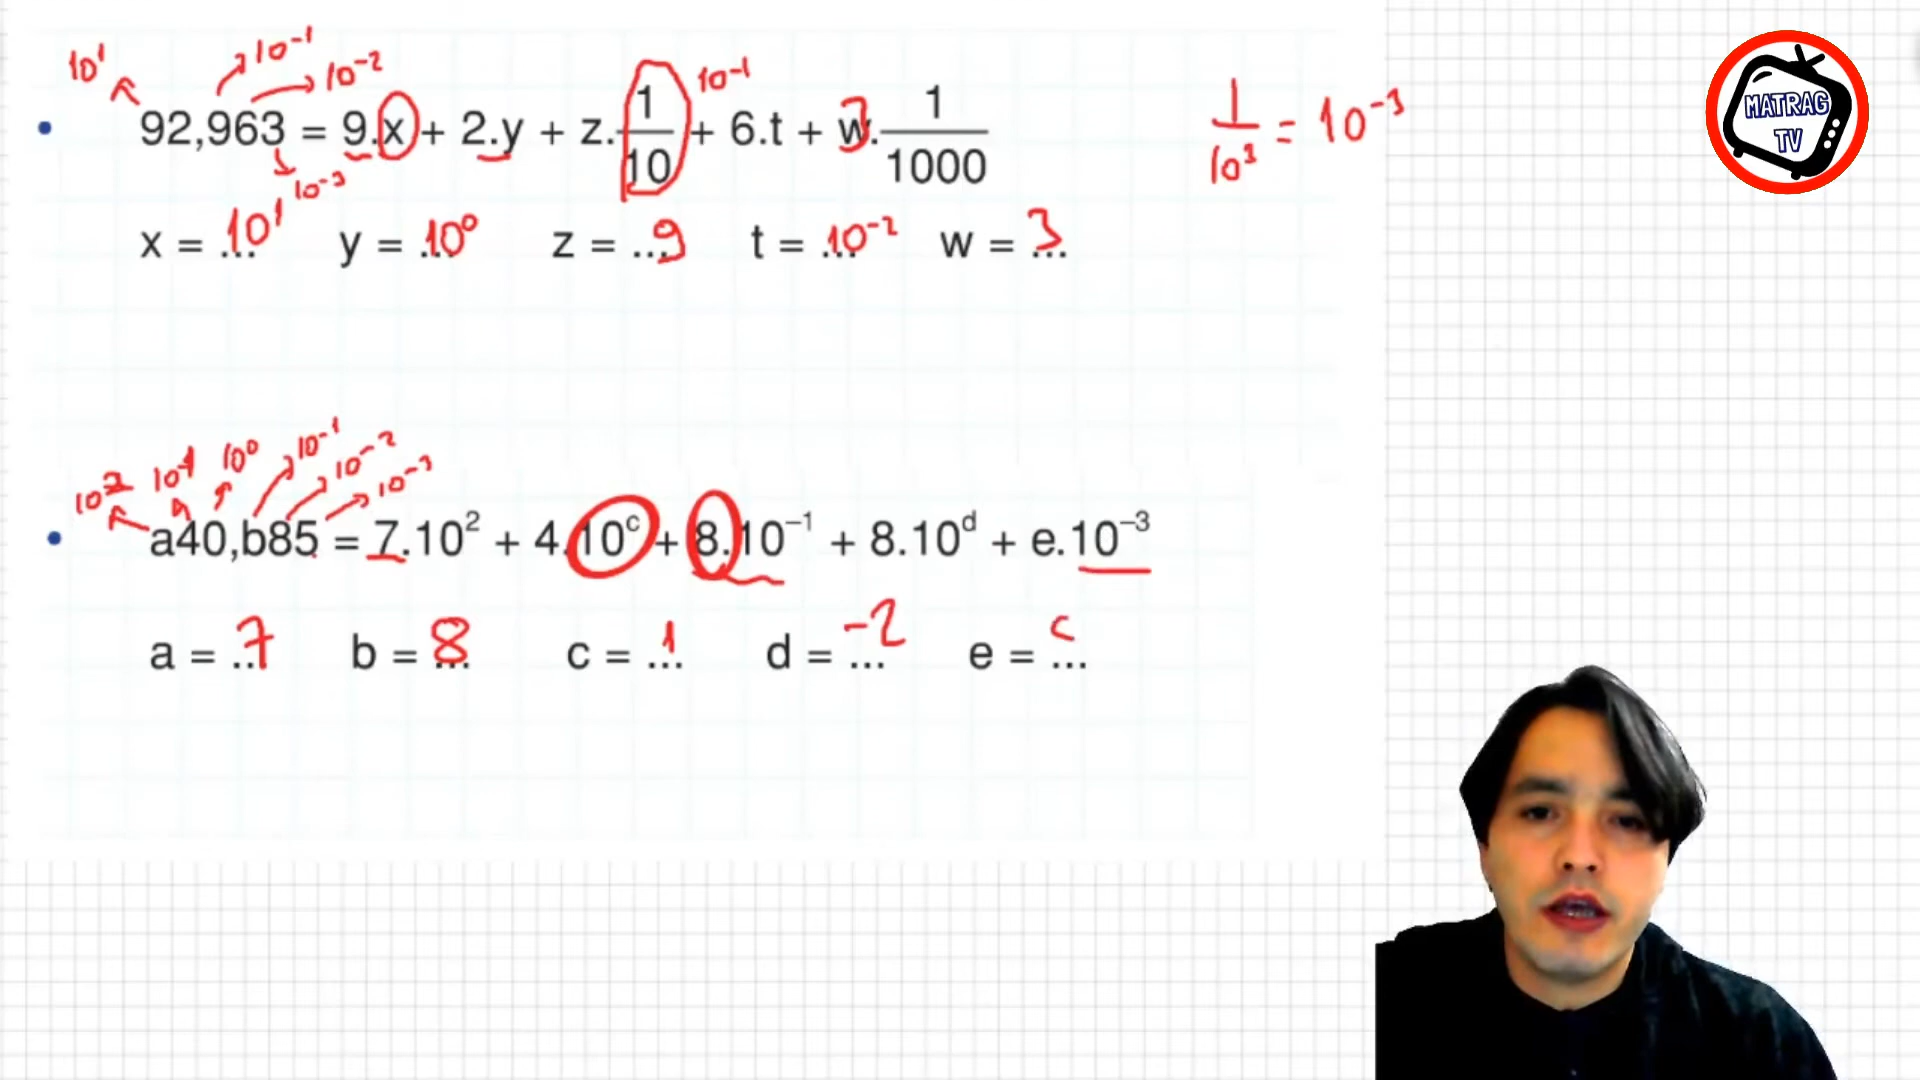 10¹ 10⁻¹ 10⁻²
92,963 = 9.x + 2.y + z.1/10 + 6.t + w.1/1000
10⁻¹
3
1/10³ = 10⁻³
10⁻³
x = 10¹ y = 10⁰ z = ...9 t = 10⁻² w = 3
MATRAG
TV
10² 10¹ 10⁰ 10⁻¹ 10⁻² 10⁻³
a40,b85 = 7.10² + 4.10ᶜ + 8.10⁻¹ + 8.10ᵈ + e.10⁻³
a = ..7 b = 8 c = ...1 d = ...-2 e = ...